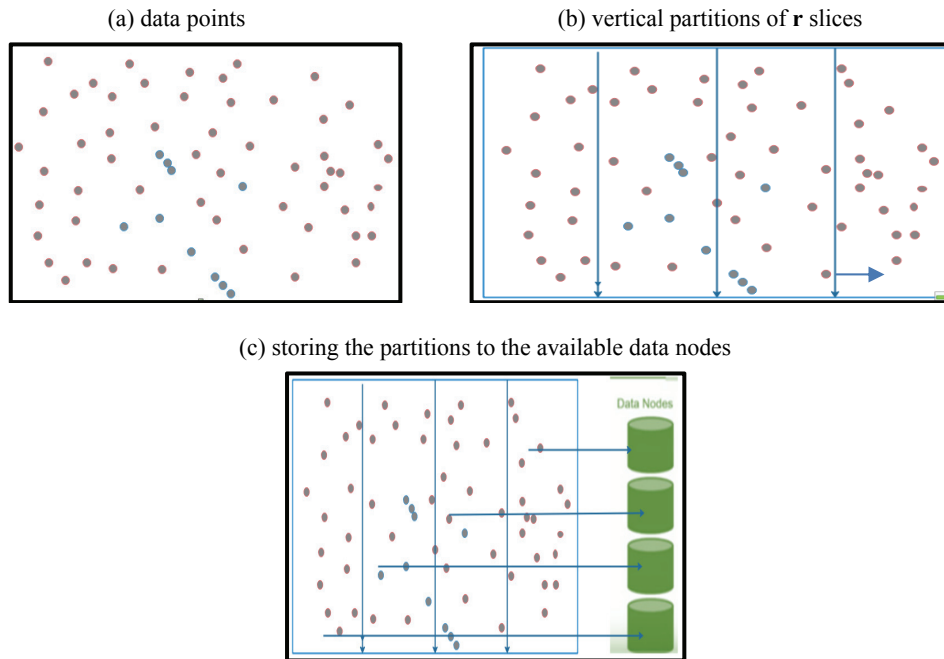 (a) data points
(b) vertical partitions of r slices
(c) storing the partitions to the available data nodes
Data Nodes